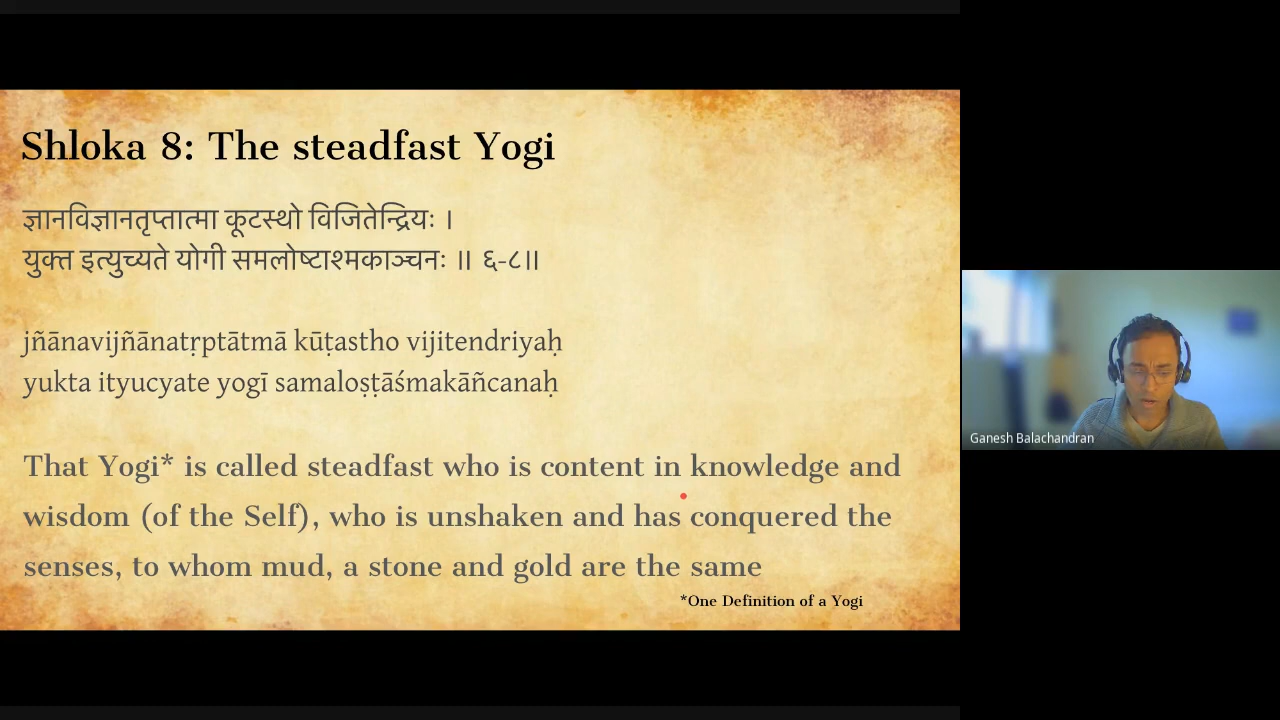 Shloka 8: The steadfast Yogi
ज्ञानविज्ञानतृप्तात्मा कूटस्थो विजितेन्द्रियः ।
युक्त इत्युच्यते योगी समलोष्टाश्मकाञ्चनः ॥ ६-८॥
jñānavijñānatṛptātmā kūṭastho vijitendriyaḥ
yukta ityucyate yogī samaloṣṭāśmakāñcanaḥ
That Yogi* is called steadfast who is content in knowledge and
wisdom (of the Self), who is unshaken and has conquered the
senses, to whom mud, a stone and gold are the same
*One Definition of a Yogi
Ganesh Balachandran